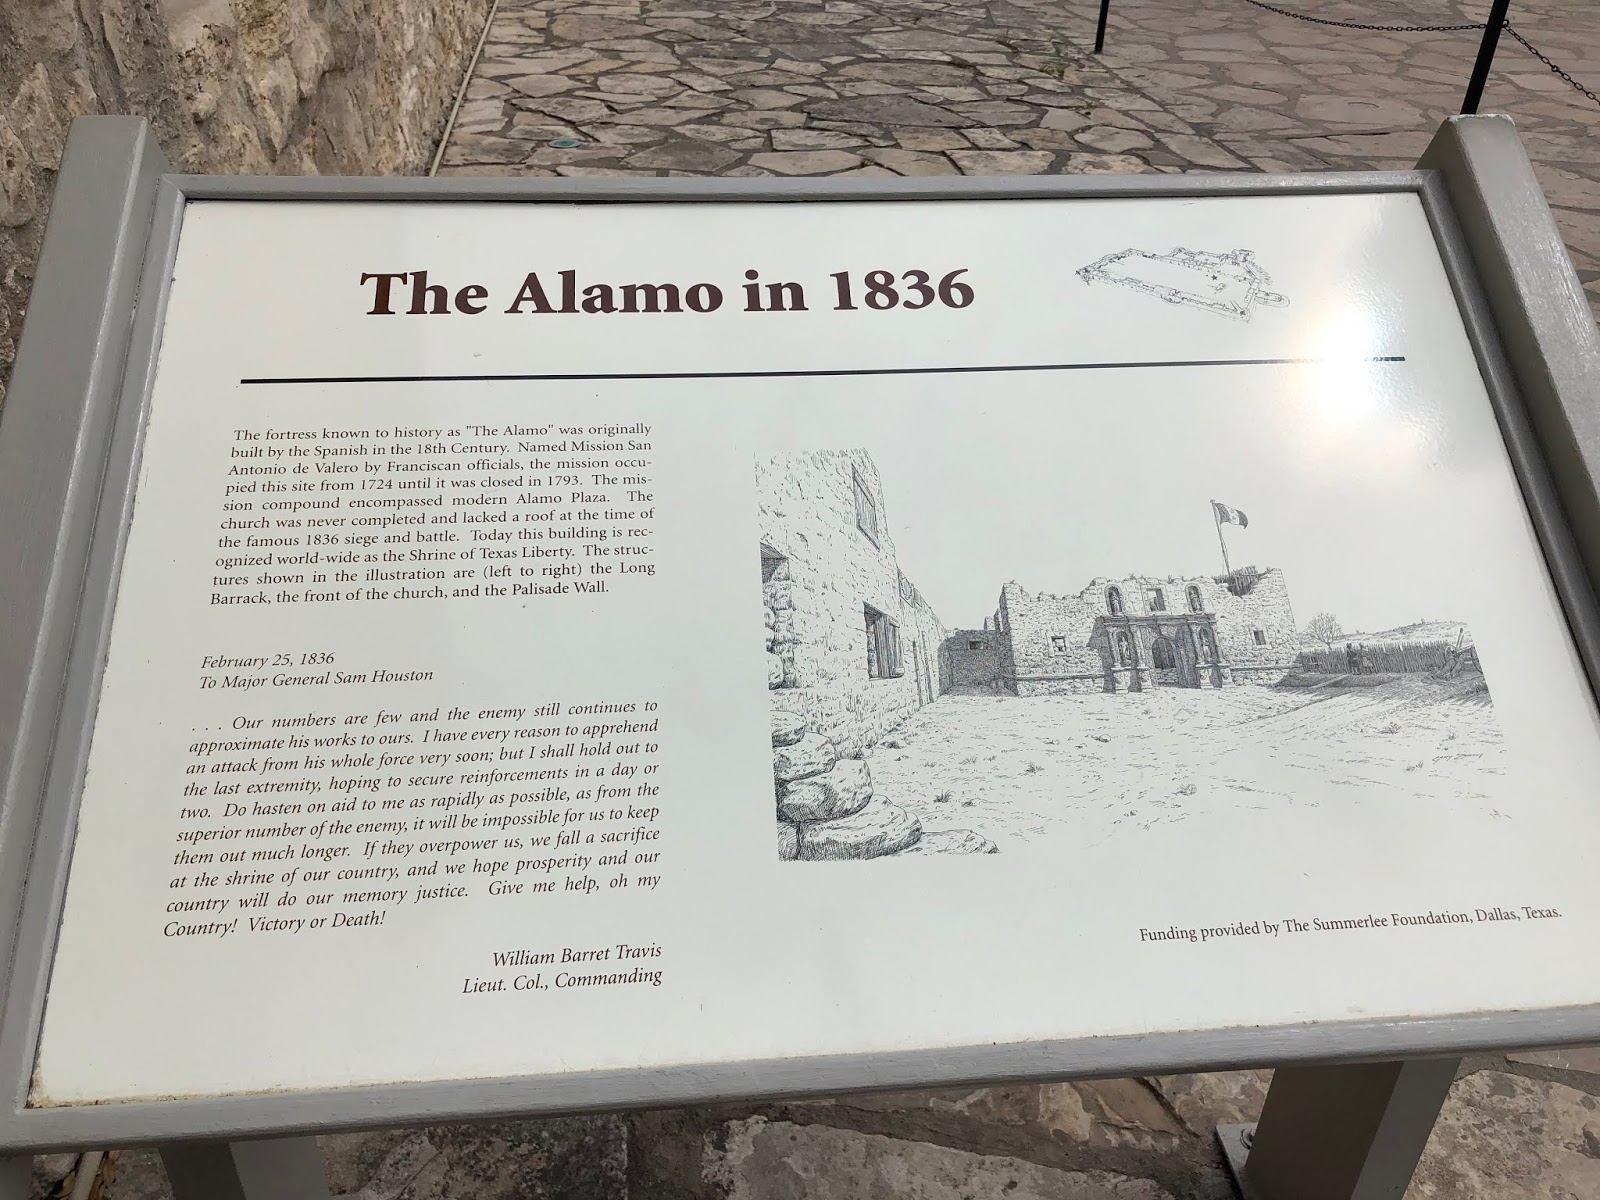 The Alamo in 1836
The fortress known to history as "The Alamo" was originally
built by the Spanish in the 18th Century. Named Mission San
Antonio de Valero by Franciscan officials, the mission occu-
pied this site from 1724 until it was closed in 1793. The mis-
sion compound encompassed modern Alamo Plaza. The
church was never completed and lacked a roof at the time of
the famous 1836 siege and battle. Today this building is rec-
ognized world-wide as the Shrine of Texas Liberty. The struc-
tures shown in the illustration are (left to right) the Long
Barrack, the front of the church, and the Palisade Wall.
February 25, 1836
To Major General Sam Houston
. . . Our numbers are few and the enemy still continues to
approximate his works to ours. I have every reason to apprehend
an attack from his whole force very soon; but I shall hold out to
the last extremity, hoping to secure reinforcements in a day or
two. Do hasten on aid to me as rapidly as possible, as from the
superior number of the enemy, it will be impossible for us to keep
them out much longer. If they overpower us, we fall a sacrifice
at the shrine of our country, and we hope prosperity and our
country will do our memory justice. Give me help, oh my
Country! Victory or Death!
William Barret Travis
Lieut. Col., Commanding
Funding provided by The Summerlee Foundation, Dallas, Texas.